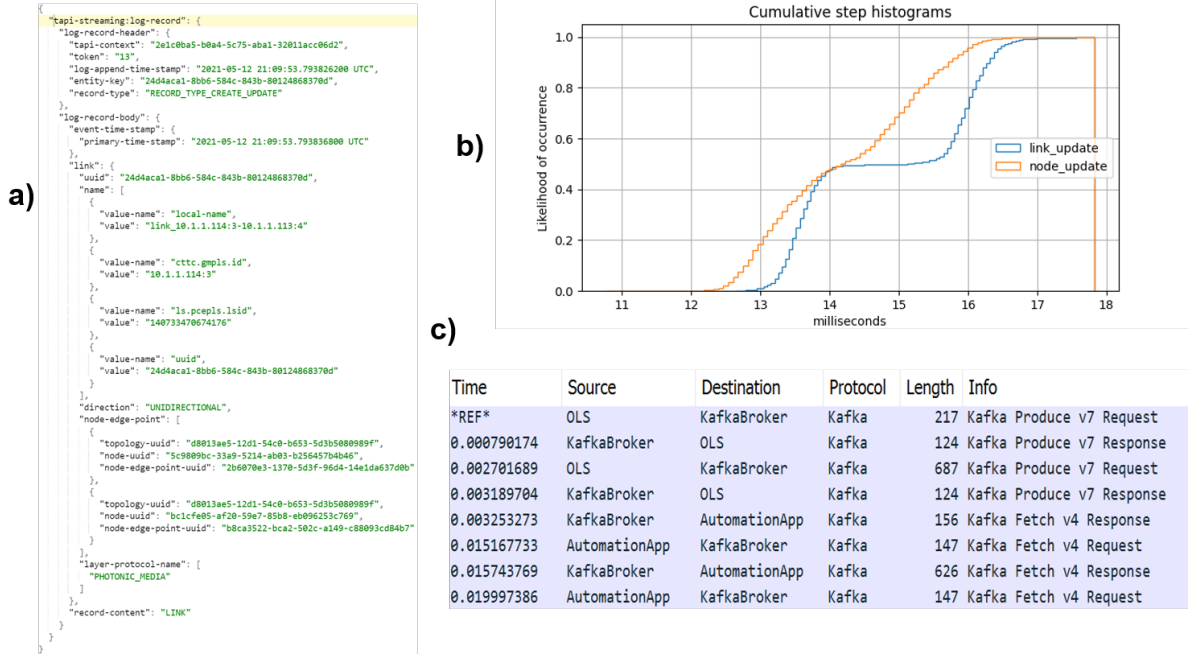 a)
{
"tapi-streaming:log-record": {
"log-record-header": {
"tapi-context": "2e1c0ba5-b0a4-5c75-aba1-32011acc06d2",
"token": "13",
"log-append-time-stamp": "2021-05-12 21:09:53.793826200 UTC",
"entity-key": "24d4aca1-8bb6-584c-843b-80124868370d",
"record-type": "RECORD_TYPE_CREATE_UPDATE"
},
"log-record-body": {
"event-time-stamp": {
"primary-time-stamp": "2021-05-12 21:09:53.793836800 UTC"
},
"link": {
"uuid": "24d4aca1-8bb6-584c-843b-80124868370d",
"name": [
{
"value-name": "local-name",
"value": "link_10.1.1.114:3-10.1.1.113:4"
},
{
"value-name": "cttc.gmpls.id",
"value": "10.1.1.114:3"
},
{
"value-name": "ls.pcepls.lsid",
"value": "140733470674176"
},
{
"value-name": "uuid",
"value": "24d4aca1-8bb6-584c-843b-80124868370d"
}
],
"direction": "UNIDIRECTIONAL",
"node-edge-point": [
{
"topology-uuid": "d8013ae5-12d1-54c0-b653-5d3b5080989f",
"node-uuid": "5c9809bc-33a9-5214-ab03-b256457b4b46",
"node-edge-point-uuid": "2b6070e3-1370-5d3f-96d4-14e1da637d0b"
},
{
"topology-uuid": "d8013ae5-12d1-54c0-b653-5d3b5080989f",
"node-uuid": "bc1cfe05-af20-59e7-85b8-eb096253c769",
"node-edge-point-uuid": "b8ca3522-bca2-502c-a149-c88093cd84b7"
}
],
"layer-protocol-name": [
"PHOTONIC_MEDIA"
]
},
"record-content": "LINK"
}
}
}
b)
Cumulative step histograms
Likelihood of occurrence
1.0
0.8
0.6
0.4
0.2
0.0
link_update
node_update
11 12 13 14 15 16 17 18
milliseconds
c)
Time Source Destination Protocol Length Info
*REF* OLS KafkaBroker Kafka 217 Kafka Produce v7 Request
0.000790174 KafkaBroker OLS Kafka 124 Kafka Produce v7 Response
0.002701689 OLS KafkaBroker Kafka 687 Kafka Produce v7 Request
0.003189704 KafkaBroker OLS Kafka 124 Kafka Produce v7 Response
0.003253273 KafkaBroker AutomationApp Kafka 156 Kafka Fetch v4 Response
0.015167733 AutomationApp KafkaBroker Kafka 147 Kafka Fetch v4 Request
0.015743769 KafkaBroker AutomationApp Kafka 626 Kafka Fetch v4 Response
0.019997386 AutomationApp KafkaBroker Kafka 147 Kafka Fetch v4 Request